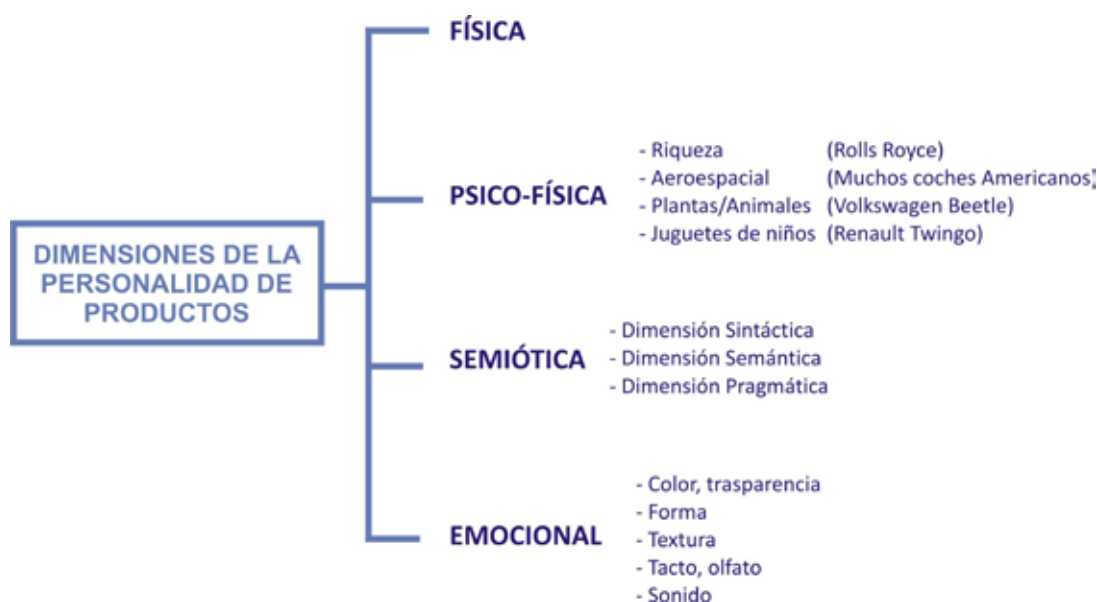 FÍSICA
- Riqueza (Rolls Royce)
- Aeroespacial (Muchos coches Americanos)
PSICO-FÍSICA
- Plantas/Animales (Volkswagen Beetle)
- Juguetes de niños (Renault Twingo)
DIMENSIONES DE LA
PERSONALIDAD DE
PRODUCTOS
- Dimensión Sintáctica
SEMIÓTICA
- Dimensión Semántica
- Dimensión Pragmática
- Color, trasparencia
- Forma
EMOCIONAL
- Textura
- Tacto, olfato
- Sonido